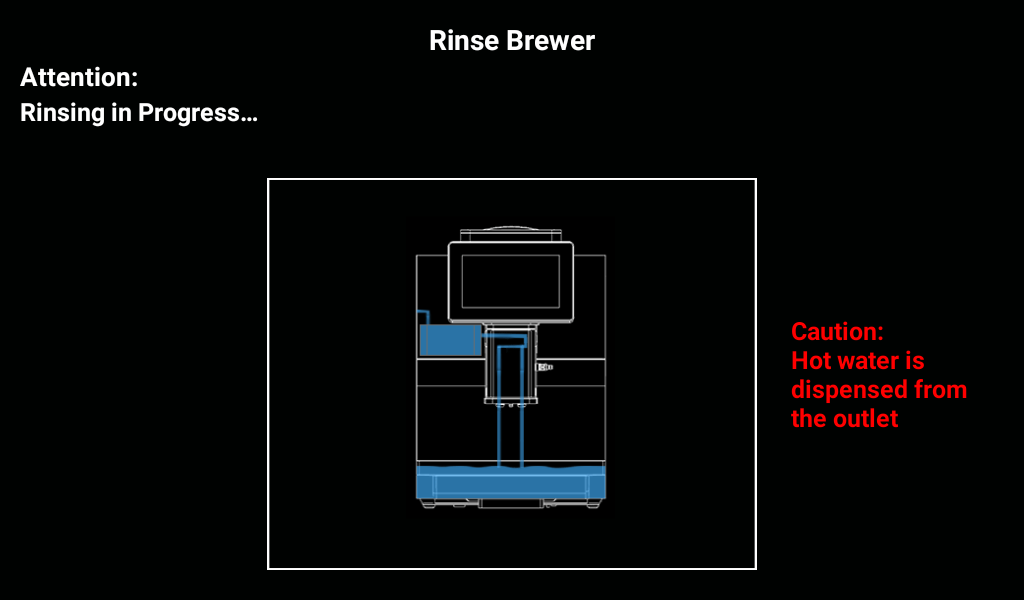 Rinse Brewer
Attention:
Rinsing in Progress...
Caution:
Hot water is
dispensed from
the outlet